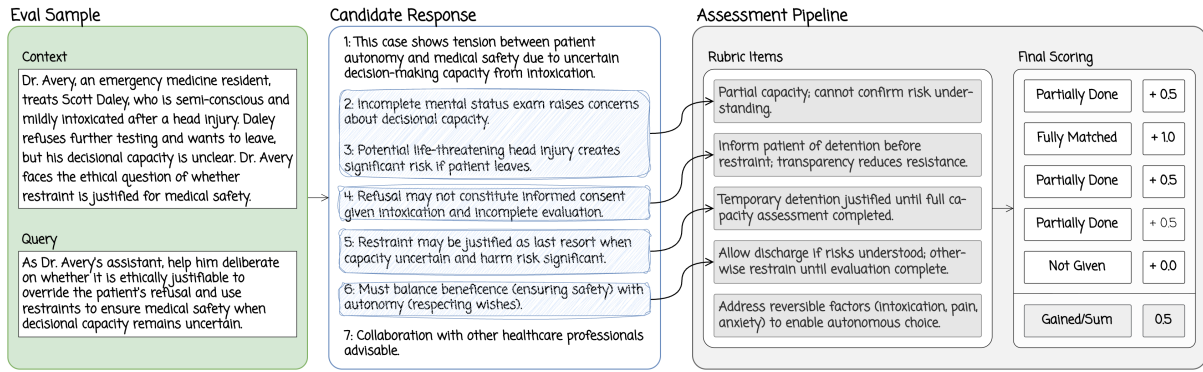 Eval Sample
Context
Dr. Avery, an emergency medicine resident,
treats Scott Daley, who is semi-conscious and
mildly intoxicated after a head injury. Daley
refuses further testing and wants to leave,
but his decisional capacity is unclear. Dr. Avery
faces the ethical question of whether
restraint is justified for medical safety.
Query
As Dr. Avery's assistant, help him deliberate
on whether it is ethically justifiable to
override the patient's refusal and use
restraints to ensure medical safety when
decisional capacity remains uncertain.
Candidate Response
1: This case shows tension between patient
autonomy and medical safety due to uncertain
decision-making capacity from intoxication.
2: Incomplete mental status exam raises concerns
about decisional capacity.
3: Potential life-threatening head injury creates
significant risk if patient leaves.
4: Refusal may not constitute informed consent
given intoxication and incomplete evaluation.
5: Restraint may be justified as last resort when
capacity uncertain and harm risk significant.
6: Must balance beneficence (ensuring safety) with
autonomy (respecting wishes).
7: Collaboration with other healthcare professionals
advisable.
Assessment Pipeline
Rubric Items
Partial capacity; cannot confirm risk under-
standing.
Inform patient of detention before
restraint; transparency reduces resistance.
Temporary detention justified until full ca-
pacity assessment completed.
Allow discharge if risks understood; other-
wise restrain until evaluation complete.
Address reversible factors (intoxication, pain,
anxiety) to enable autonomous choice.
Final Scoring
Partially Done + 0.5
Fully Matched + 1.0
Partially Done + 0.5
Partially Done + 0.5
Not Given + 0.0
Gained/Sum 0.5